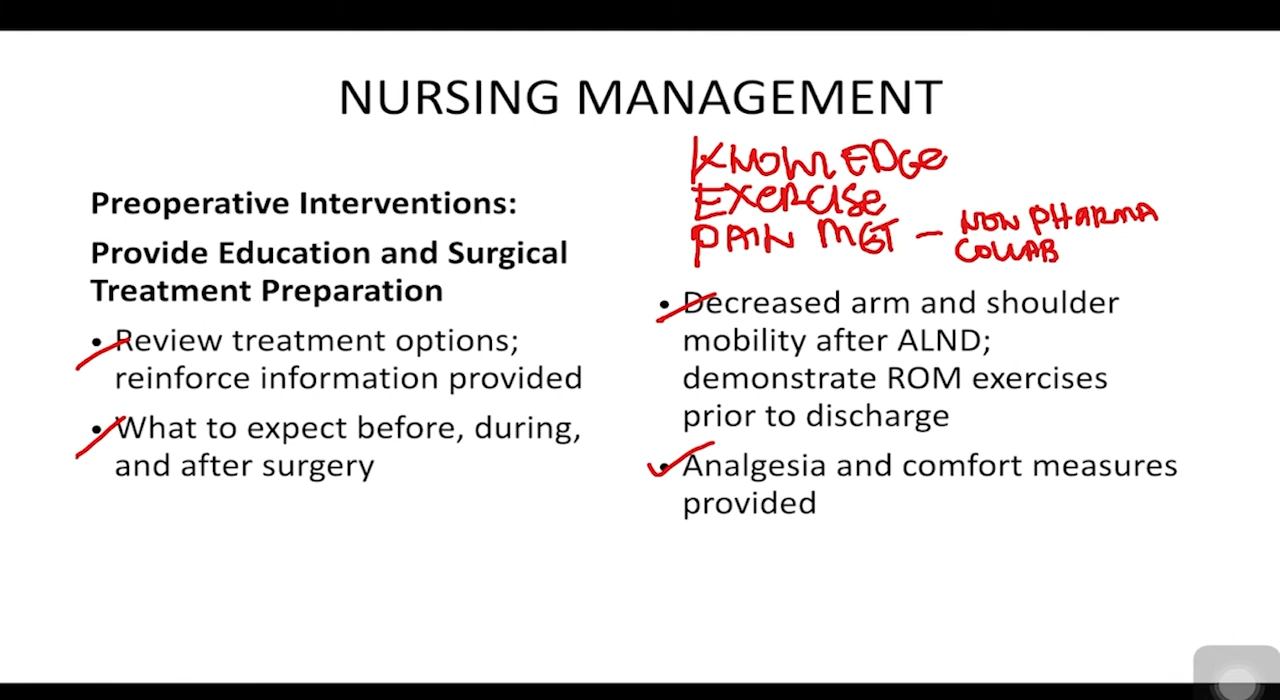 NURSING MANAGEMENT
Preoperative Interventions:
Provide Education and Surgical
Treatment Preparation
• Review treatment options;
reinforce information provided
• What to expect before, during,
and after surgery
KNOWLEDGE
EXERCISE
PAIN MGT – NON PHARMA
COLLAB
• Decreased arm and shoulder
mobility after ALND;
demonstrate ROM exercises
prior to discharge
• Analgesia and comfort measures
provided